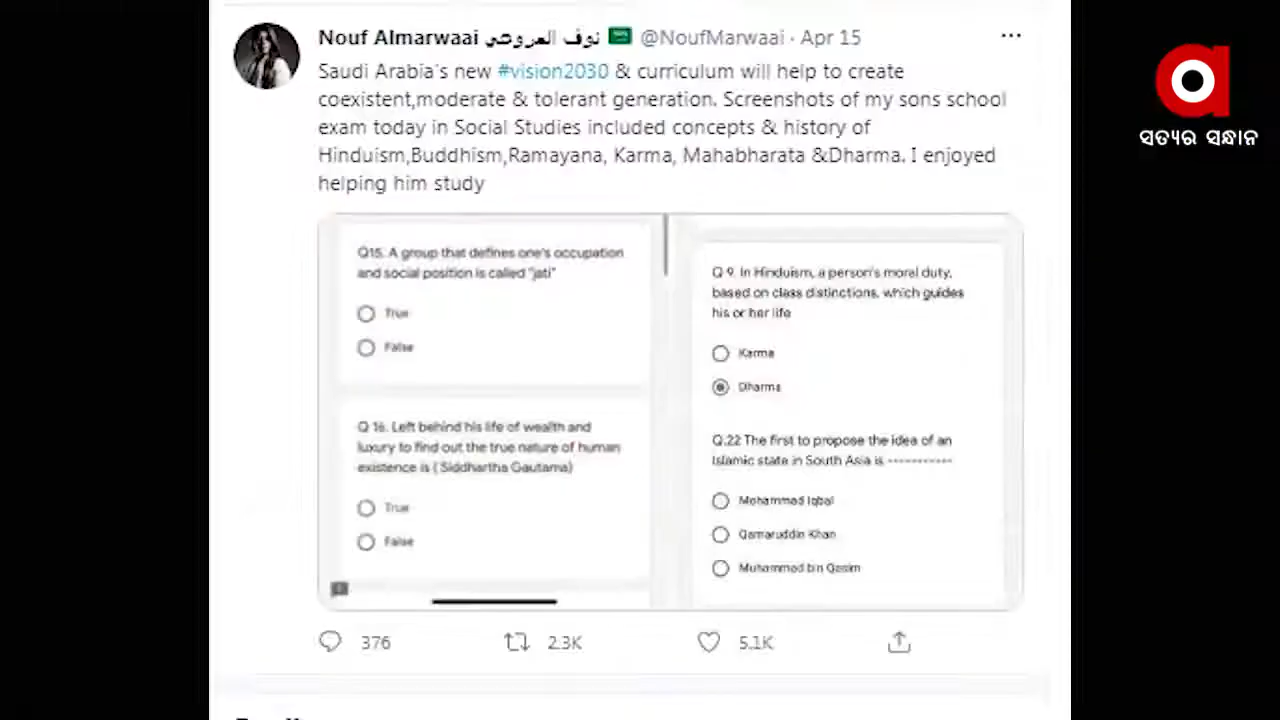 Nouf Almarwaai نوف المروعي @NoufMarwaai · Apr 15
Saudi Arabia's new #vision2030 & curriculum will help to create
coexistent,moderate & tolerant generation. Screenshots of my sons school
exam today in Social Studies included concepts & history of
Hinduism,Buddhism,Ramayana, Karma, Mahabharata &Dharma. I enjoyed
helping him study
Q15. A group that defines one's occupation
and social position is called "jati"
True
False
Q 16. Left behind his life of wealth and
luxury to find out the true nature of human
existence is ( Siddhartha Gautama)
True
False
Q 9. In Hinduism, a person's moral duty,
based on class distinctions, which guides
his or her life
Karma
Dharma
Q.22 The first to propose the idea of an
Islamic state in South Asia is -----------
Mohammad Iqbal
Qamaruddin Khan
Muhammad bin Qasim
376
2.3K
5.1K
ସତ୍ୟର ସନ୍ଧାନ